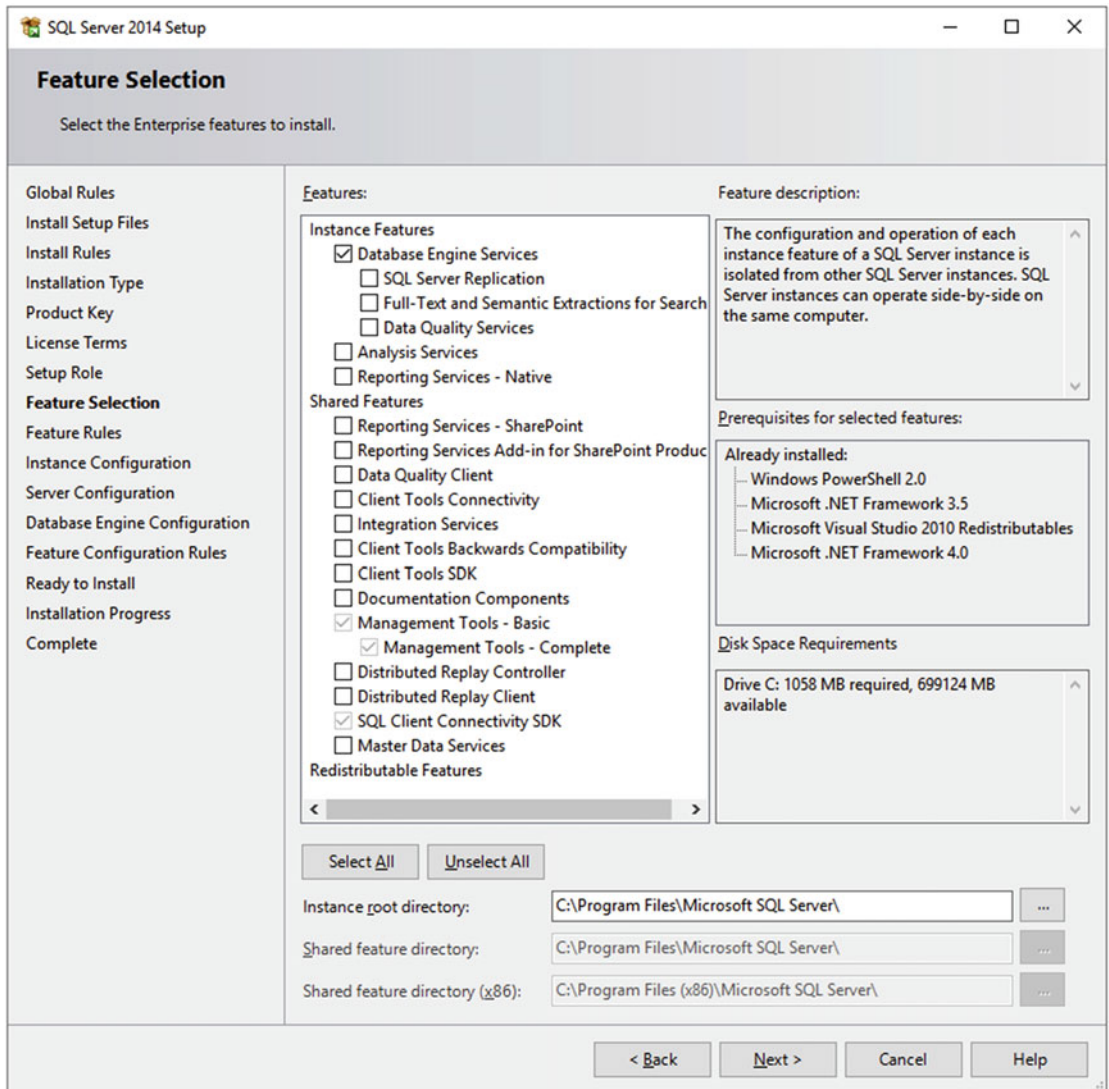 SQL Server 2014 Setup
Feature Selection
Select the Enterprise features to install.
Global Rules
Install Setup Files
Install Rules
Installation Type
Product Key
License Terms
Setup Role
Feature Selection
Feature Rules
Instance Configuration
Server Configuration
Database Engine Configuration
Feature Configuration Rules
Ready to Install
Installation Progress
Complete
Features:
Instance Features
Database Engine Services
SQL Server Replication
Full-Text and Semantic Extractions for Search
Data Quality Services
Analysis Services
Reporting Services - Native
Shared Features
Reporting Services - SharePoint
Reporting Services Add-in for SharePoint Produc
Data Quality Client
Client Tools Connectivity
Integration Services
Client Tools Backwards Compatibility
Client Tools SDK
Documentation Components
Management Tools - Basic
Management Tools - Complete
Distributed Replay Controller
Distributed Replay Client
SQL Client Connectivity SDK
Master Data Services
Redistributable Features
Feature description:
The configuration and operation of each
instance feature of a SQL Server instance is
isolated from other SQL Server instances. SQL
Server instances can operate side-by-side on
the same computer.
Prerequisites for selected features:
Already installed:
Windows PowerShell 2.0
Microsoft .NET Framework 3.5
Microsoft Visual Studio 2010 Redistributables
Microsoft .NET Framework 4.0
Disk Space Requirements
Drive C: 1058 MB required, 699124 MB
available
Select All Unselect All
Instance root directory: C:\Program Files\Microsoft SQL Server\ ...
Shared feature directory: C:\Program Files\Microsoft SQL Server\ ...
Shared feature directory (x86): C:\Program Files (x86)\Microsoft SQL Server\ ...
< Back Next > Cancel Help